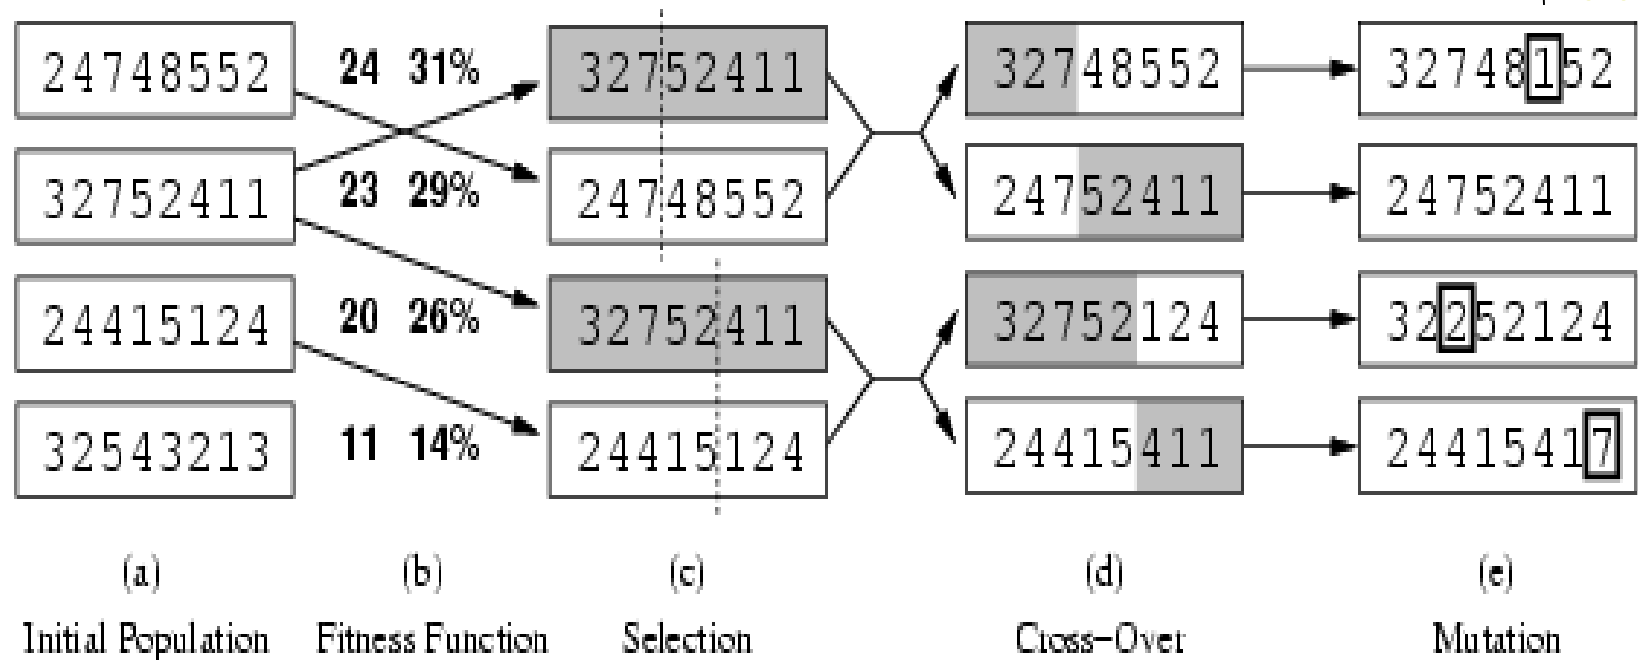 24748552 24 31% 32752411 32748552 32748152
32752411 23 29% 24748552 24752411 24752411
24415124 20 26% 32752411 32752124 32252124
32543213 11 14% 24415124 24415411 24415417
(a) (b) (c) (d) (e)
Initial Population Fitness Function Selection Cross-Over Mutation